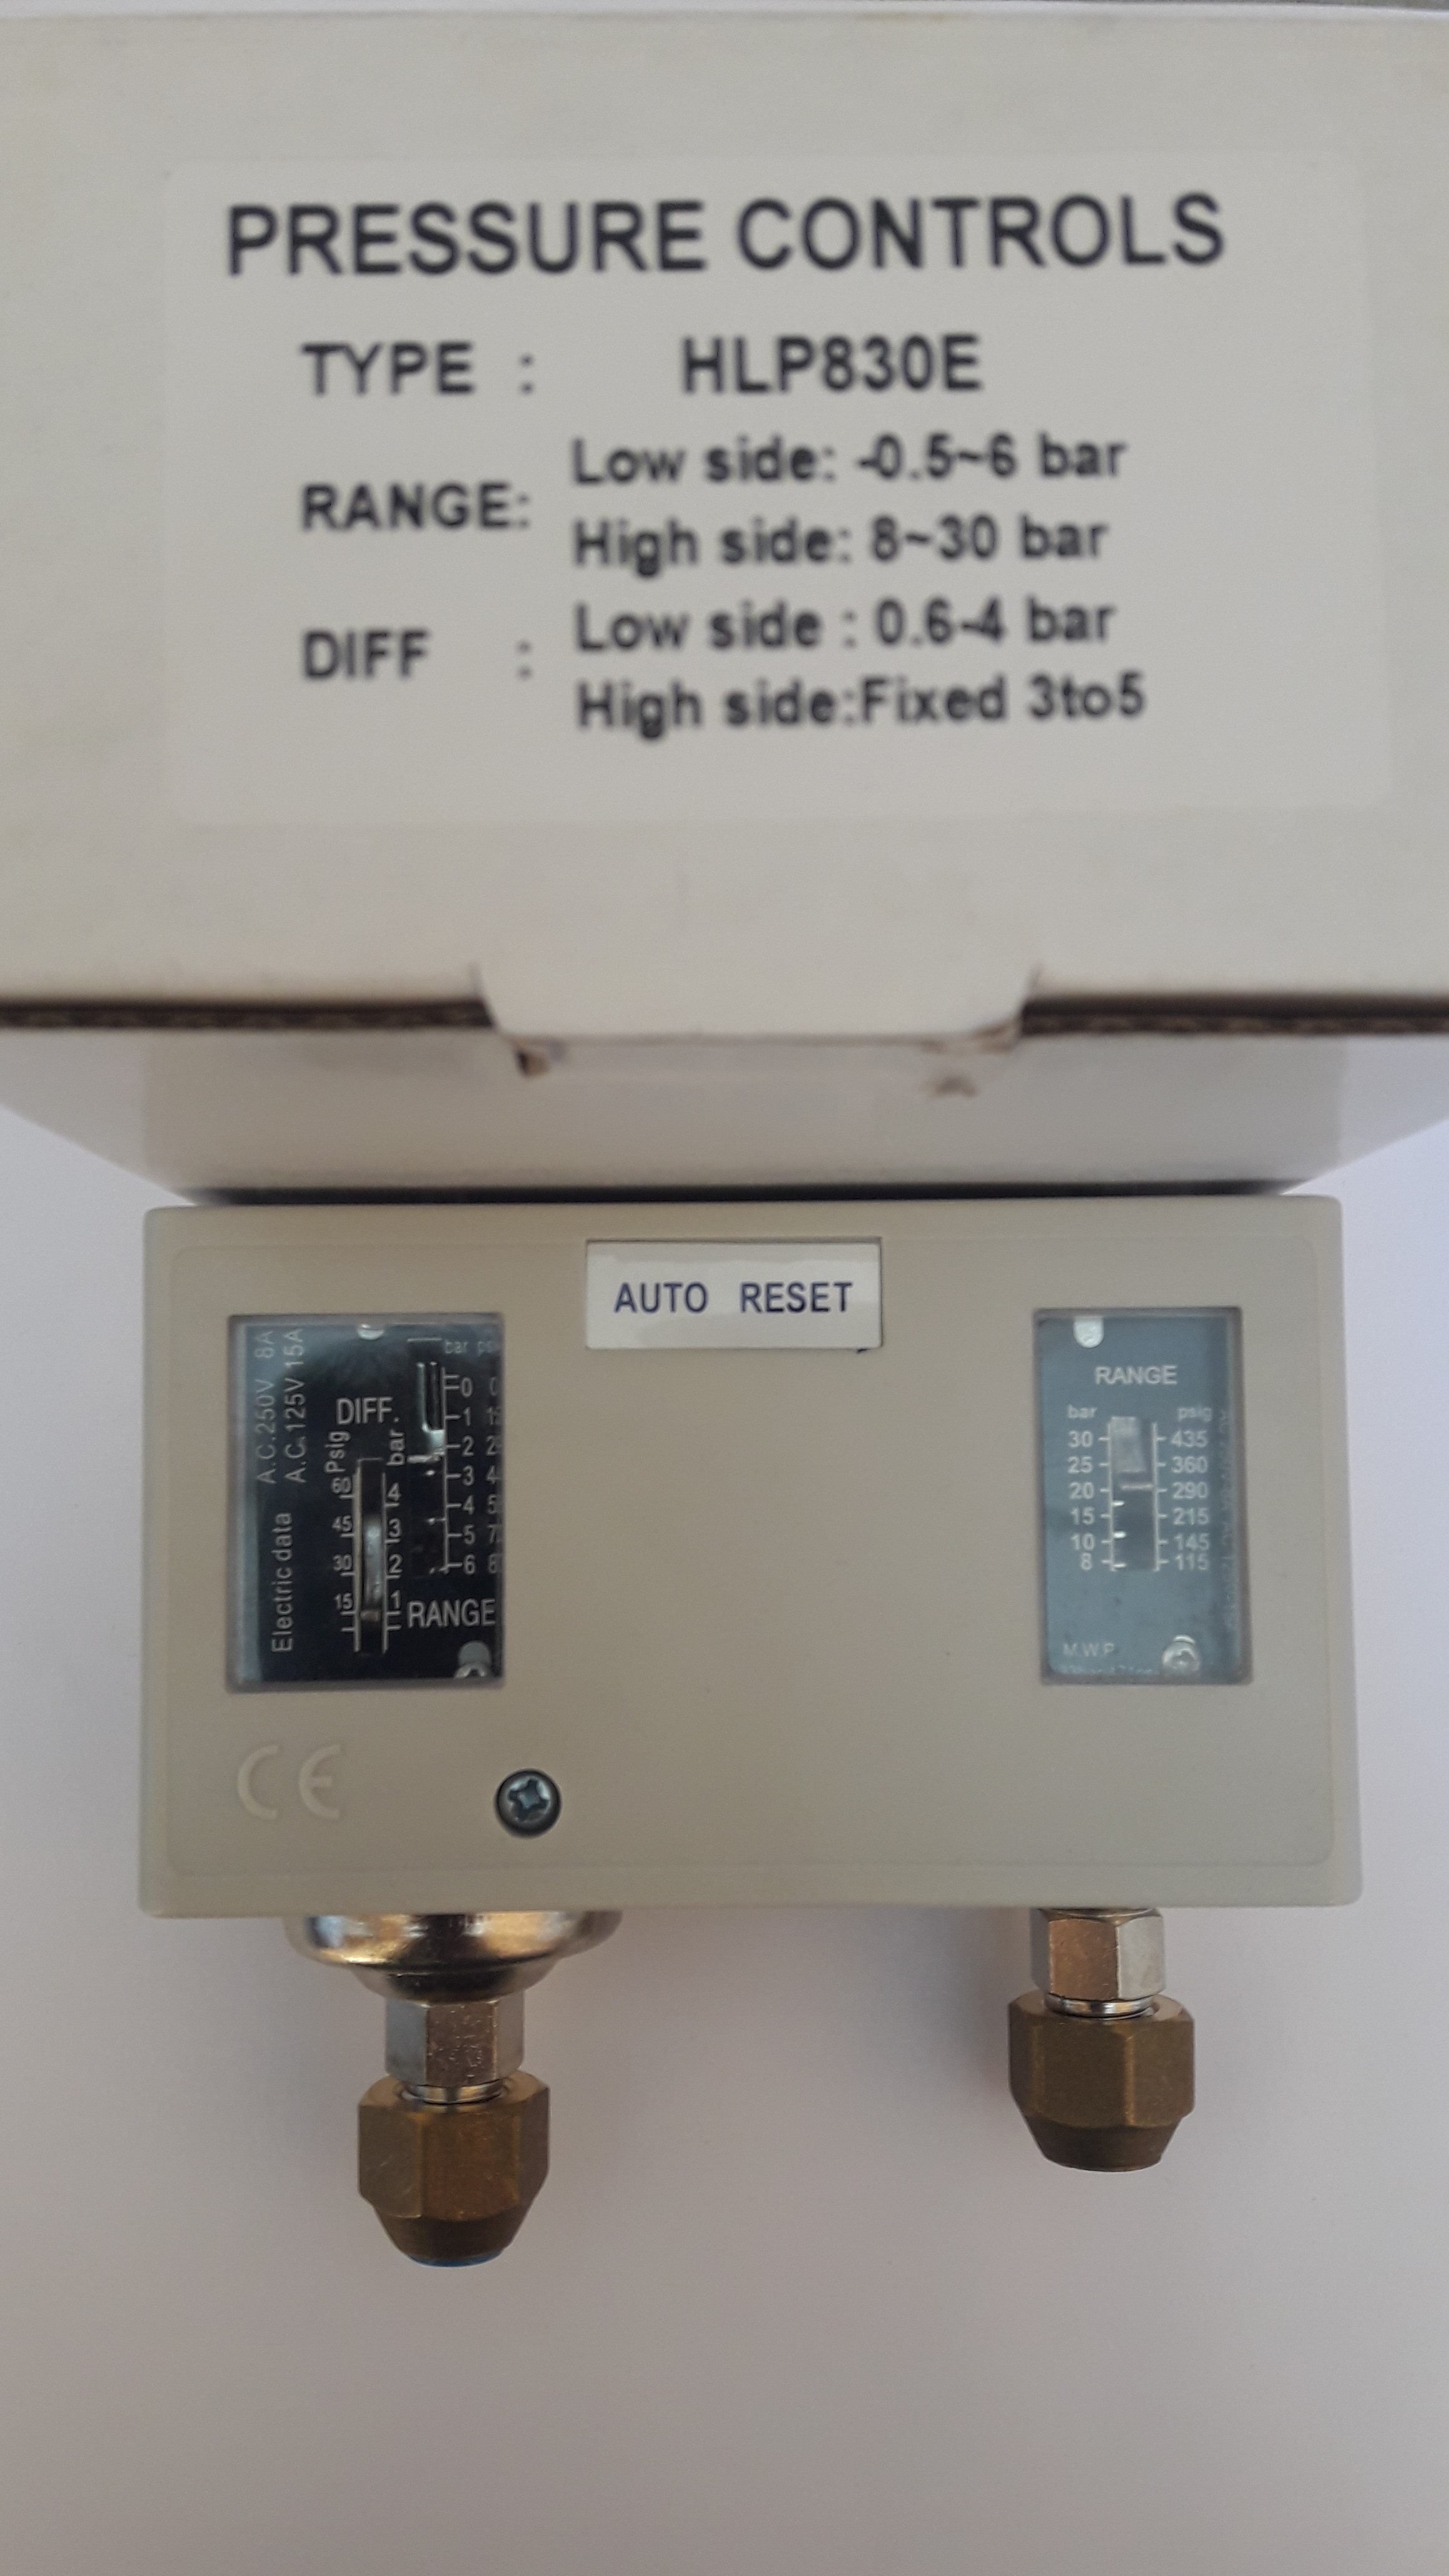 PRESSURE CONTROLS
TYPE : HLP830E
RANGE: Low side: -0.5~6 bar
High side: 8~30 bar
DIFF : Low side : 0.6-4 bar
High side:Fixed 3to5
AUTO RESET
Electric data A.C.250V 8A
A.C.125V 15A
DIFF.
Psig bar
60 4
45 3
30 2
15 1
bar
0 0
1 15
2
3
4
5
6
RANGE
RANGE
bar psig
30 435
25 360
20 290
15 215
10 145
8 115
M.W.P.
CE